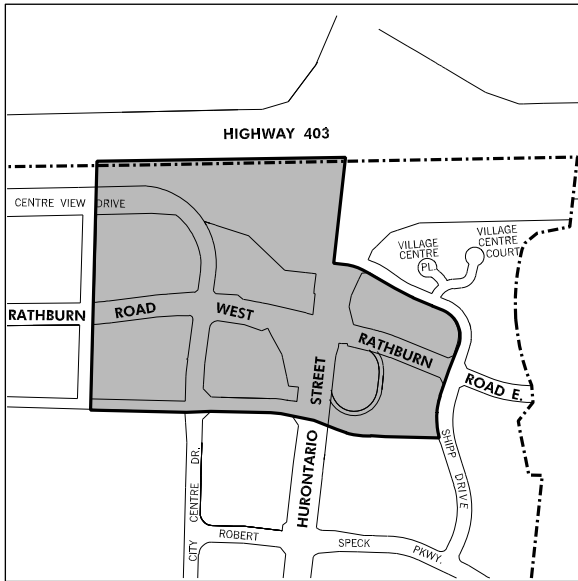 HIGHWAY 403
CENTRE VIEW DRIVE
VILLAGE
CENTRE
PL.
VILLAGE
CENTRE
COURT
RATHBURN ROAD WEST
RATHBURN ROAD E.
HURONTARIO STREET
CITY CENTRE DR.
SHIPP DRIVE
ROBERT SPECK PKWY.